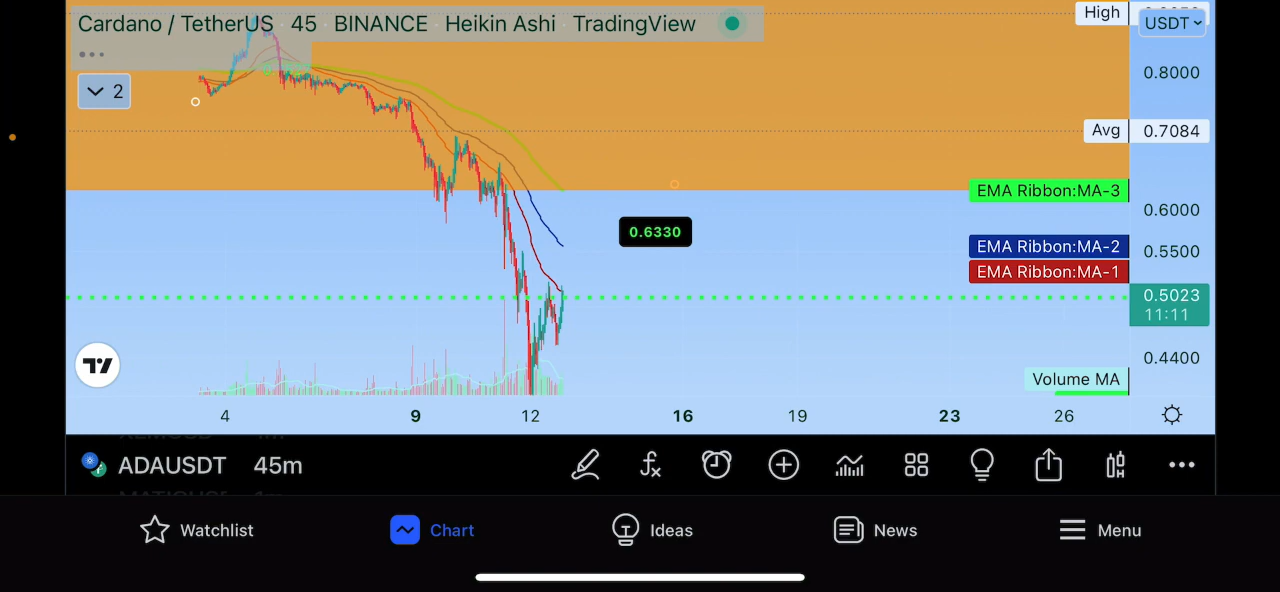 Cardano / TetherUS 45 BINANCE Heikin Ashi TradingView
High
USDT
2
0.8000
Avg 0.7084
EMA Ribbon:MA-3
0.6000
0.6330
EMA Ribbon:MA-2
0.5500
EMA Ribbon:MA-1
0.5023
11:11
0.4400
Volume MA
4 9 12 16 19 23 26
ADAUSDT 45m
Watchlist Chart Ideas News Menu